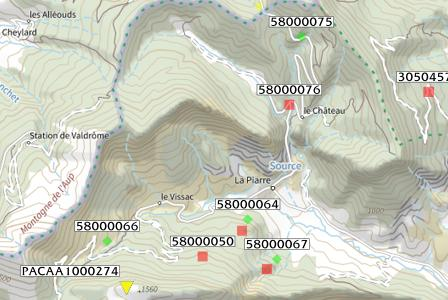 les Alléouds
Cheylard
58000075
3050457
58000076
le Château
Station de Valdrôme
Source
La Piarre
le Vissac
58000064
Montagne de l'Aup
58000066
58000050
58000067
PACAA1000274
1560